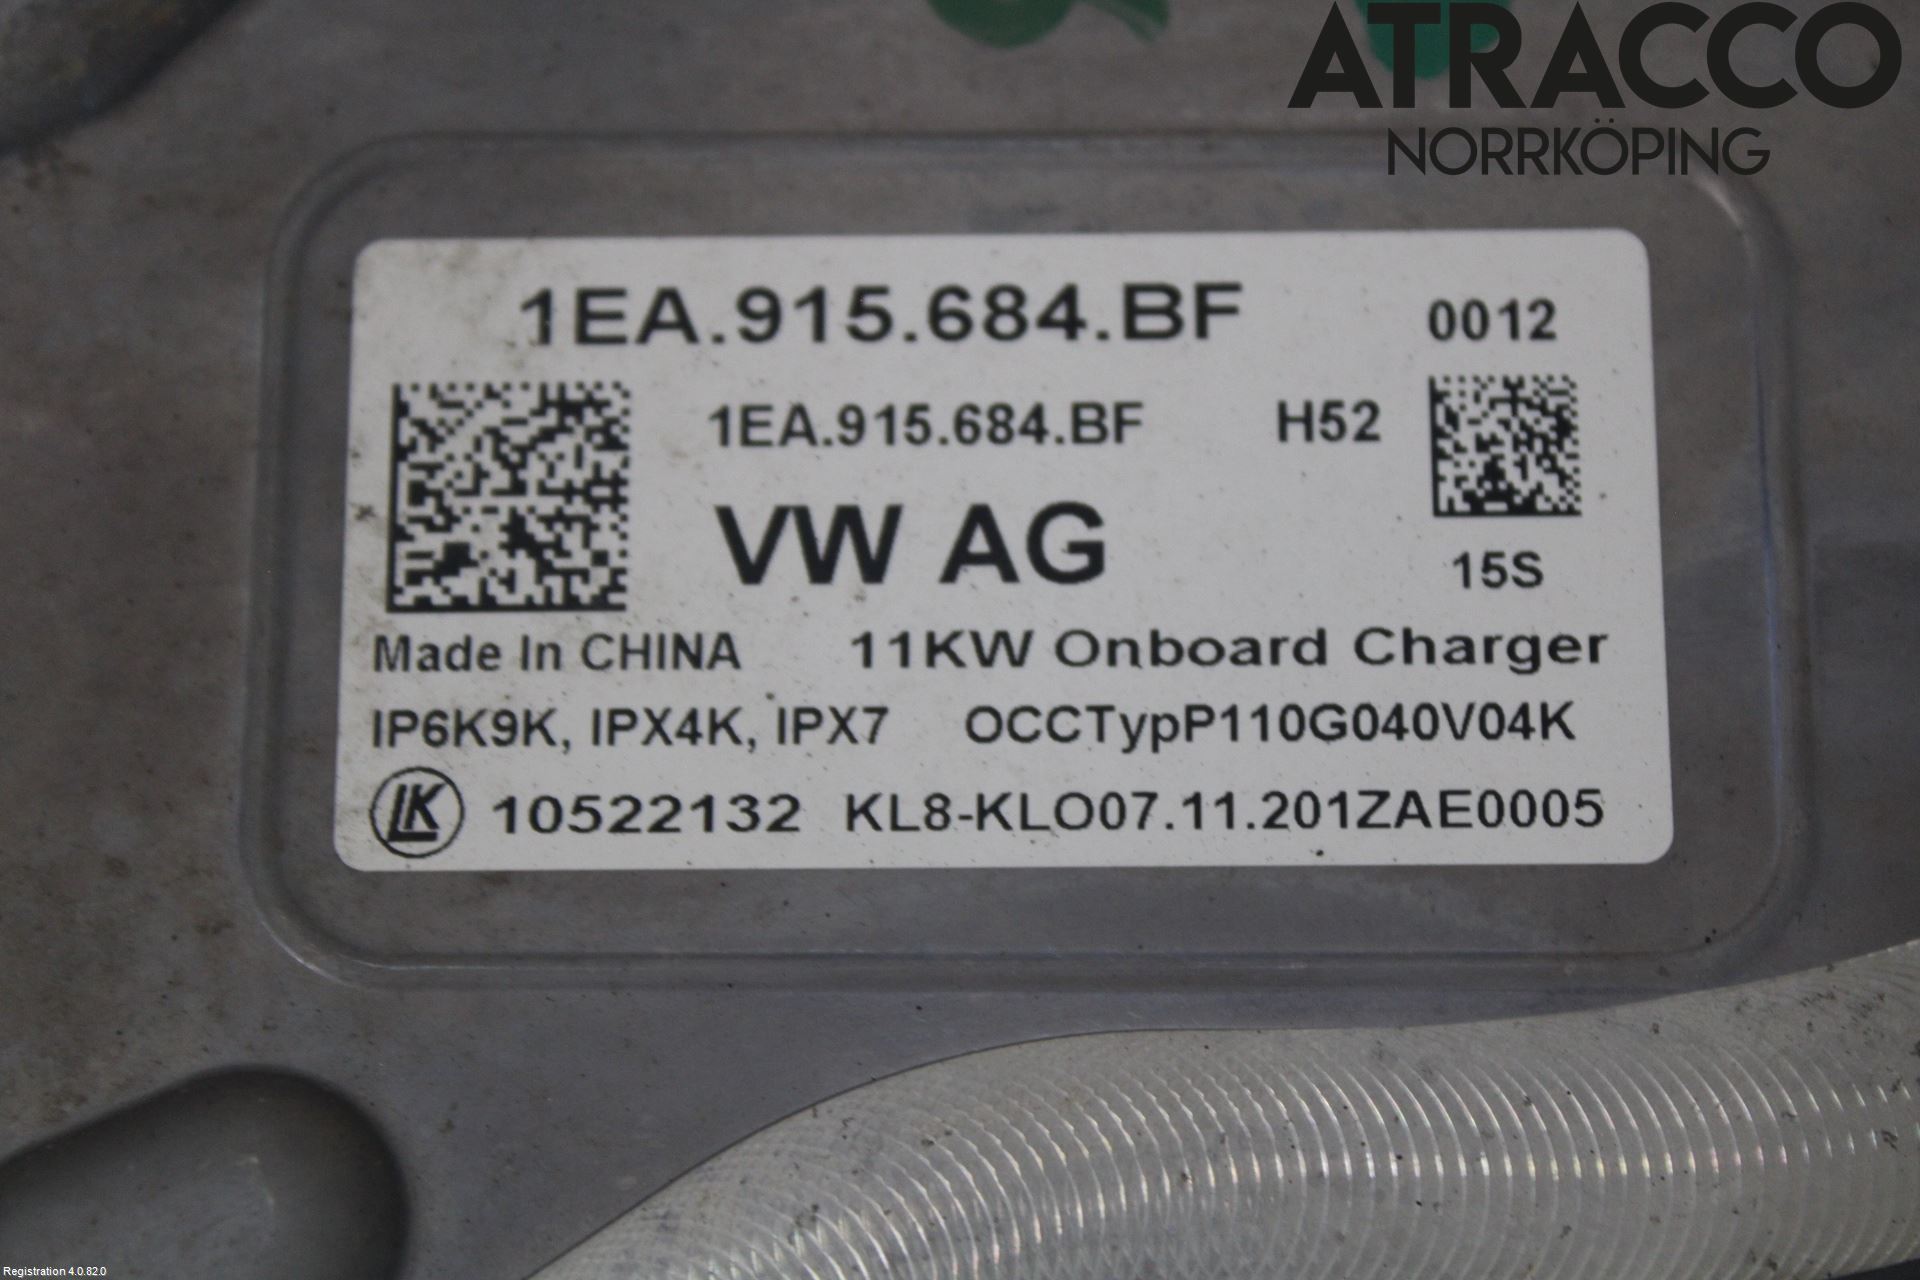 ATRACCO
NORRKÖPING
1EA.915.684.BF 0012
1EA.915.684.BF H52
VW AG
15S
Made In CHINA 11KW Onboard Charger
IP6K9K, IPX4K, IPX7 OCCTypP110G040V04K
LK 10522132 KL8-KLO07.11.201ZAE0005
Registration 4.0.82.0